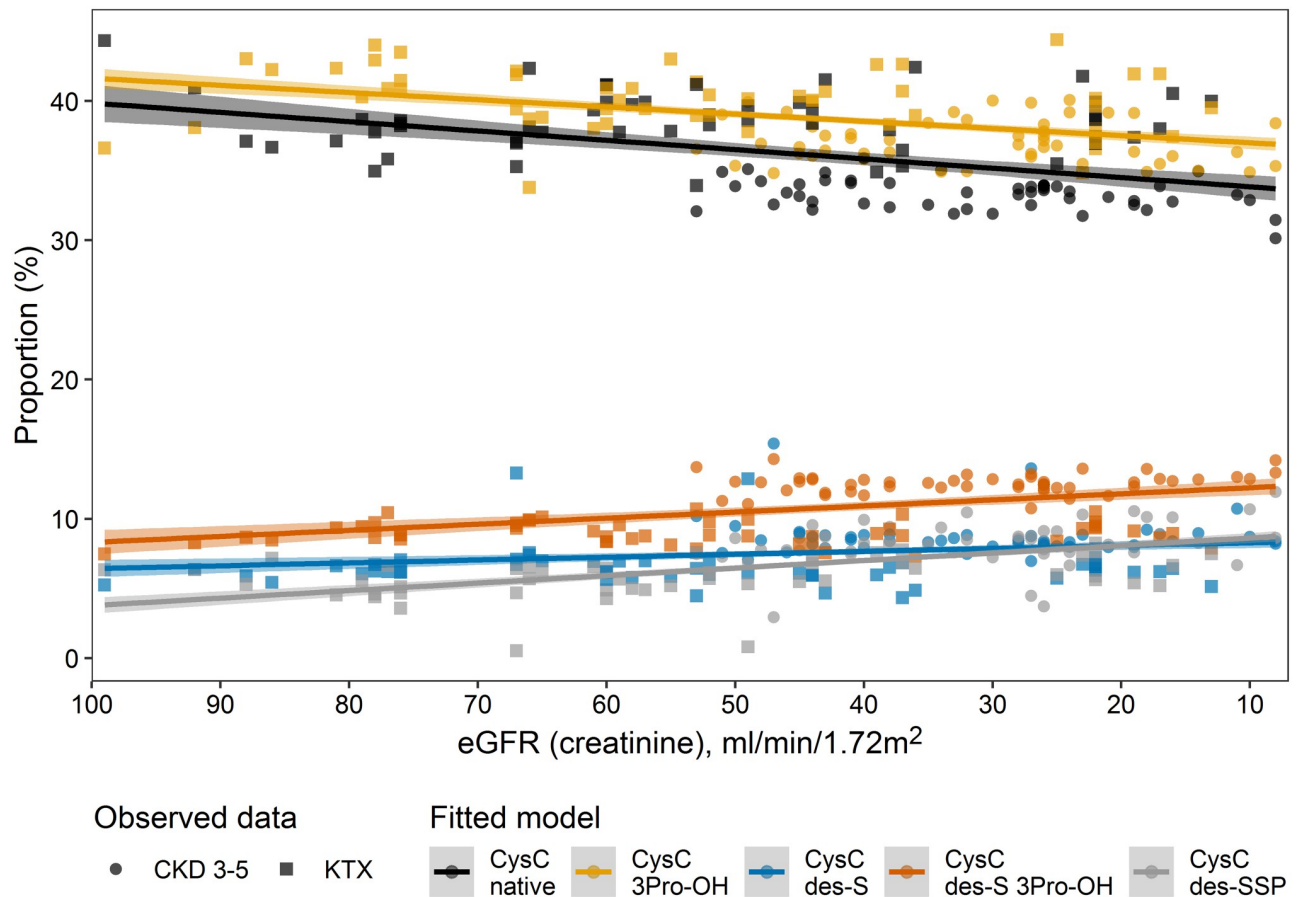 Proportion (%)
40
30
20
10
0
100 90 80 70 60 50 40 30 20 10
eGFR (creatinine), ml/min/1.72m²
Observed data
CKD 3-5 KTX
Fitted model
CysC native
CysC 3Pro-OH
CysC des-S
CysC des-S 3Pro-OH
CysC des-SSP